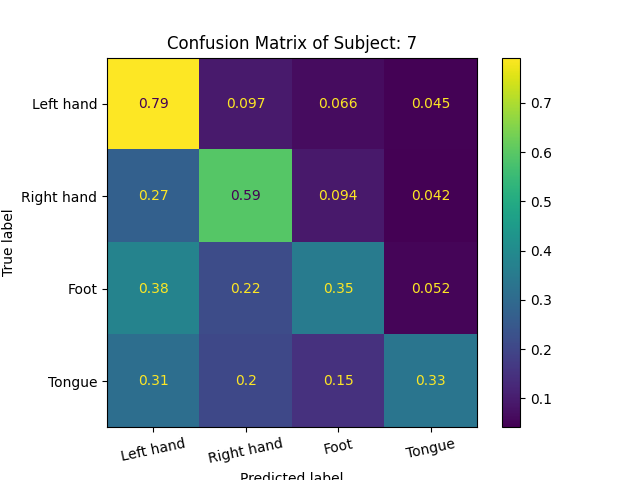 Confusion Matrix of Subject: 7
True label
Left hand 0.79 0.097 0.066 0.045
Right hand 0.27 0.59 0.094 0.042
Foot 0.38 0.22 0.35 0.052
Tongue 0.31 0.2 0.15 0.33
Left hand Right hand Foot Tongue
Predicted label
0.7
0.6
0.5
0.4
0.3
0.2
0.1